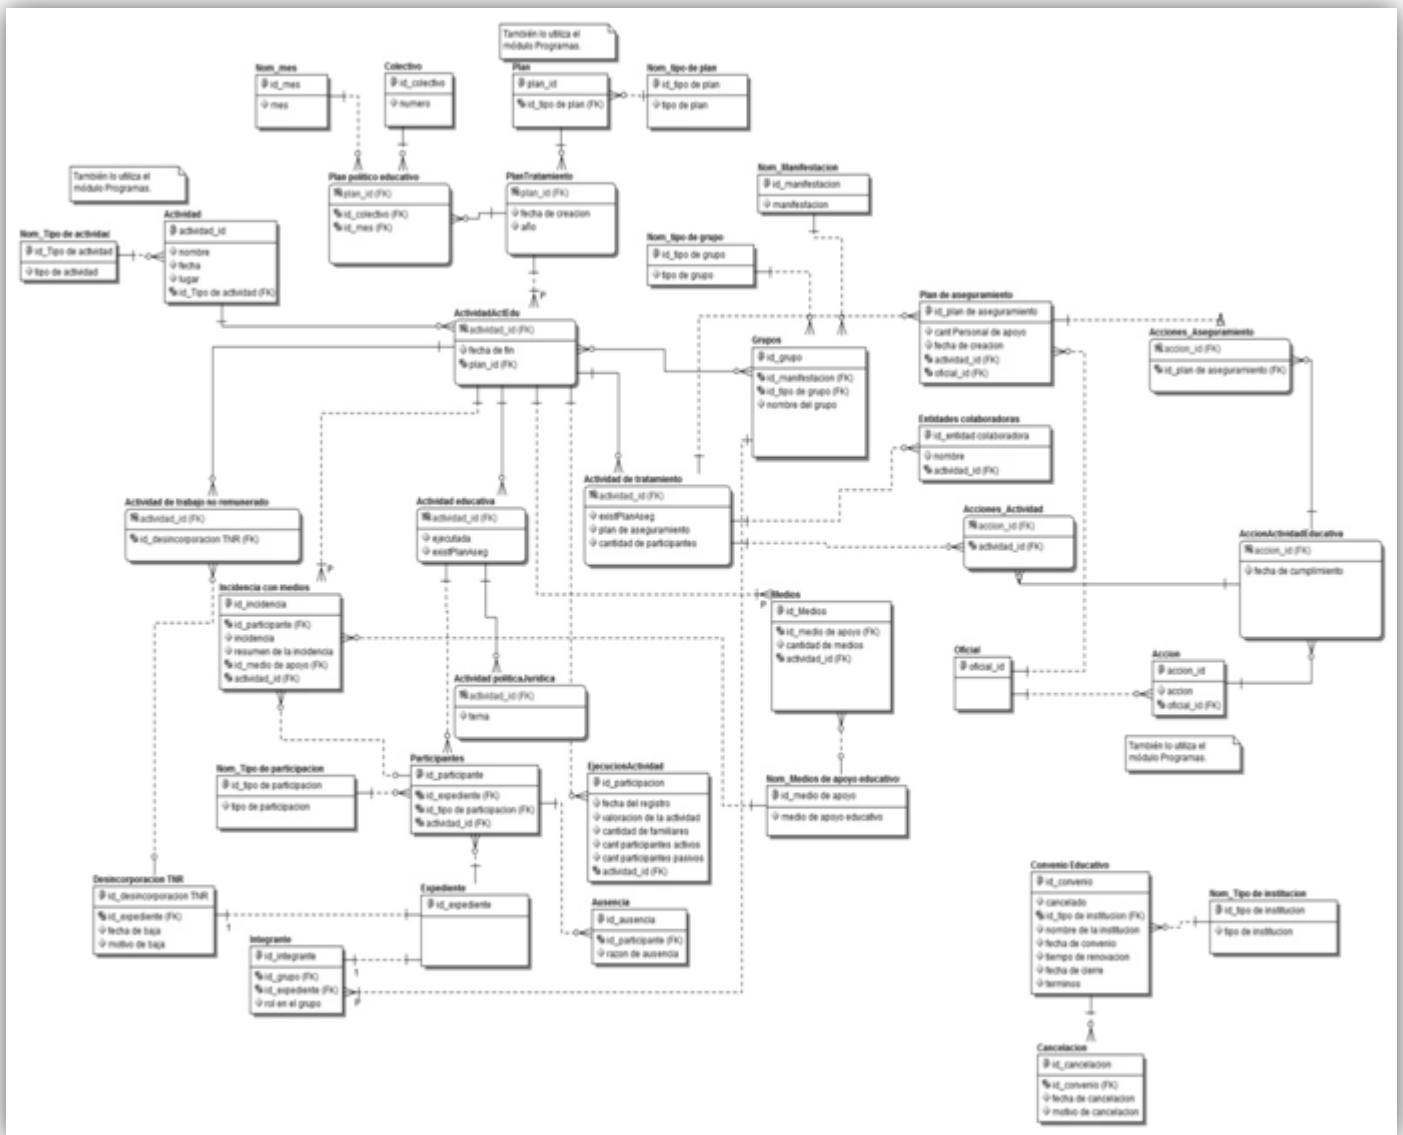 También lo utiliza el
módulo Programas.
Nom_mes
id_mes
mes
Colectivo
id_colectivo
numero
Plan
plan_id
id_tipo de plan (FK)
Nom_tipo de plan
id_tipo de plan
tipo de plan
También lo utiliza el
módulo Programas.
Plan politico educativo
plan_id (FK)
id_colectivo (FK)
id_mes (FK)
PlanTratamiento
plan_id (FK)
fecha de creacion
año
Nom_Manifestacion
id_manifestacion
manifestacion
Nom_Tipo de actividad
id_Tipo de actividad
tipo de actividad
Actividad
actividad_id
nombre
fecha
lugar
id_Tipo de actividad (FK)
Nom_tipo de grupo
id_tipo de grupo
tipo de grupo
P
ActividadActEdu
actividad_id (FK)
fecha de fin
plan_id (FK)
Grupos
id_grupo
id_manifestacion (FK)
id_tipo de grupo (FK)
nombre del grupo
Plan de aseguramiento
id_plan de aseguramiento
cant Personal de apoyo
fecha de creacion
actividad_id (FK)
oficial_id (FK)
Acciones_Aseguramiento
accion_id (FK)
id_plan de aseguramiento (FK)
Entidades colaboradoras
id_entidad colaboradora
nombre
actividad_id (FK)
Actividad de trabajo no remunerado
actividad_id (FK)
id_desincorporacion TNR (FK)
Actividad educativa
actividad_id (FK)
ejecutada
existPlanAseg
Actividad de tratamiento
actividad_id (FK)
existPlanAseg
plan de aseguramiento
cantidad de participantes
Acciones_Actividad
accion_id (FK)
actividad_id (FK)
AccionActividadEducativa
accion_id (FK)
fecha de cumplimiento
P
Incidencia con medios
id_incidencia
id_participante (FK)
incidencia
resumen de la incidencia
id_medio de apoyo (FK)
actividad_id (FK)
P
Medios
id_Medios
id_medio de apoyo (FK)
cantidad de medios
actividad_id (FK)
Oficial
oficial_id
Accion
accion_id
accion
oficial_id (FK)
Actividad politicaJuridica
actividad_id (FK)
tema
También lo utiliza el
módulo Programas.
Nom_Tipo de participacion
id_tipo de participacion
tipo de participacion
Participantes
id_participante
id_expediente (FK)
id_tipo de participacion (FK)
actividad_id (FK)
EjecucionActividad
id_participacion
fecha del registro
valoracion de la actividad
cantidad de familiares
cant participantes activos
cant participantes pasivos
actividad_id (FK)
Nom_Medios de apoyo educativo
id_medio de apoyo
medio de apoyo educativo
Desincorporacion TNR
id_desincorporacion TNR
id_expediente (FK)
fecha de baja
motivo de baja
1
Expediente
id_expediente
Ausencia
id_ausencia
id_participante (FK)
razon de ausencia
Integrante
id_integrante
id_grupo (FK)
id_expediente (FK)
rol en el grupo
1
P
Convenio Educativo
id_convenio
cancelado
id_tipo de institucion (FK)
nombre de la institucion
fecha de convenio
tiempo de renovacion
fecha de cierre
terminos
Nom_Tipo de institucion
id_tipo de institucion
tipo de institucion
Cancelacion
id_cancelacion
id_convenio (FK)
fecha de cancelacion
motivo de cancelacion